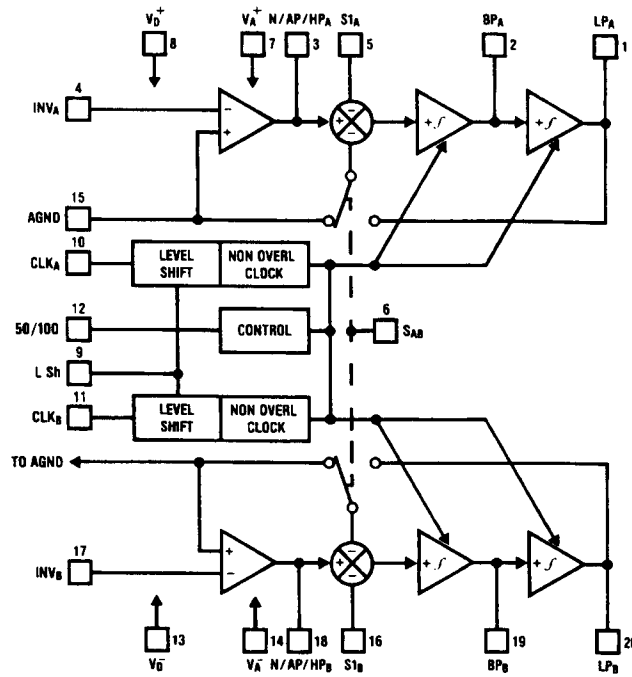 V_D^+ V_A^+ N/AP/HP_A S1_A BP_A LP_A
8 7 3 5 2 1
4
INV_A
− + + − − + ∫ + ∫
15
AGND
10
CLK_A LEVEL SHIFT NON OVERL CLOCK
12
50/100 CONTROL
6
S_AB
9
L Sh
11
CLK_B LEVEL SHIFT NON OVERL CLOCK
TO AGND
17
INV_B
+ − + − − + ∫ + ∫
13 14 18 16 19 20
V_D^− V_A^− N/AP/HP_B S1_B BP_B LP_B